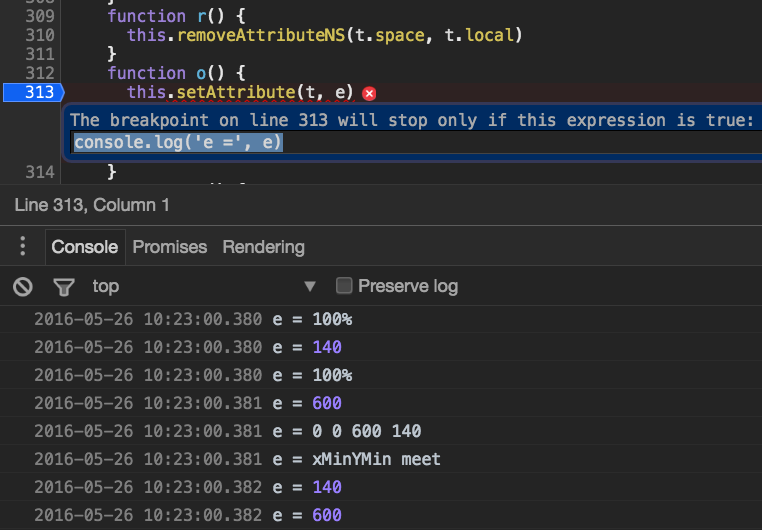 308 }
309 function r() {
310 this.removeAttributeNS(t.space, t.local)
311 }
312 function o() {
313 this.setAttribute(t, e)
The breakpoint on line 313 will stop only if this expression is true:
console.log('e =', e)
314 }
Line 313, Column 1
Console Promises Rendering
top Preserve log
2016-05-26 10:23:00.380 e = 100%
2016-05-26 10:23:00.380 e = 140
2016-05-26 10:23:00.380 e = 100%
2016-05-26 10:23:00.381 e = 600
2016-05-26 10:23:00.381 e = 0 0 600 140
2016-05-26 10:23:00.381 e = xMinYMin meet
2016-05-26 10:23:00.382 e = 140
2016-05-26 10:23:00.382 e = 600